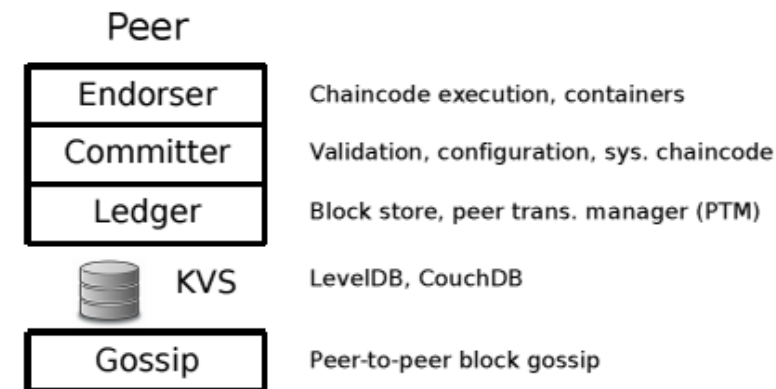 Peer
Endorser Chaincode execution, containers
Committer Validation, configuration, sys. chaincode
Ledger Block store, peer trans. manager (PTM)
KVS LevelDB, CouchDB
Gossip Peer-to-peer block gossip